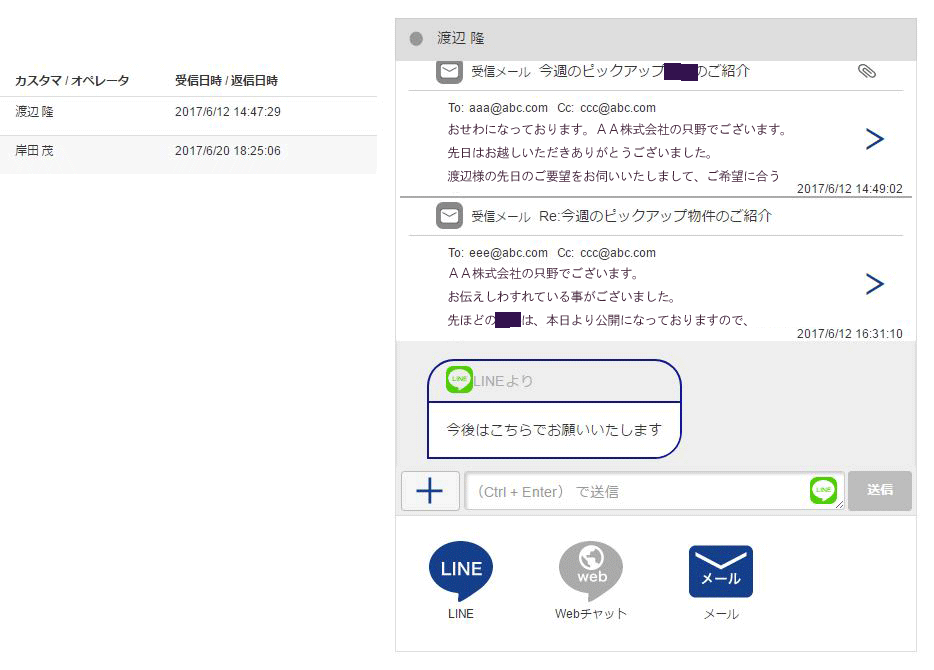 カスタマ / オペレータ 受信日時 / 返信日時
渡辺 隆 2017/6/12 14:47:29
岸田 茂 2017/6/20 18:25:06
渡辺 隆
受信メール 今週のピックアップ のご紹介
To: aaa@abc.com Cc: ccc@abc.com
おせわになっております。ＡＡ株式会社の只野でございます。
先日はお越しいただきありがとうございました。
渡辺様の先日のご要望をお伺いいたしまして、ご希望に合う
2017/6/12 14:49:02
受信メール Re:今週のピックアップ物件のご紹介
To: eee@abc.com Cc: ccc@abc.com
ＡＡ株式会社の只野でございます。
お伝えしわすれている事がございました。
先ほどの は、本日より公開になっておりますので、
2017/6/12 16:31:10
LINE LINEより
今後はこちらでお願いいたします
（Ctrl + Enter） で送信 LINE 送信
LINE web メール
LINE Webチャット メール